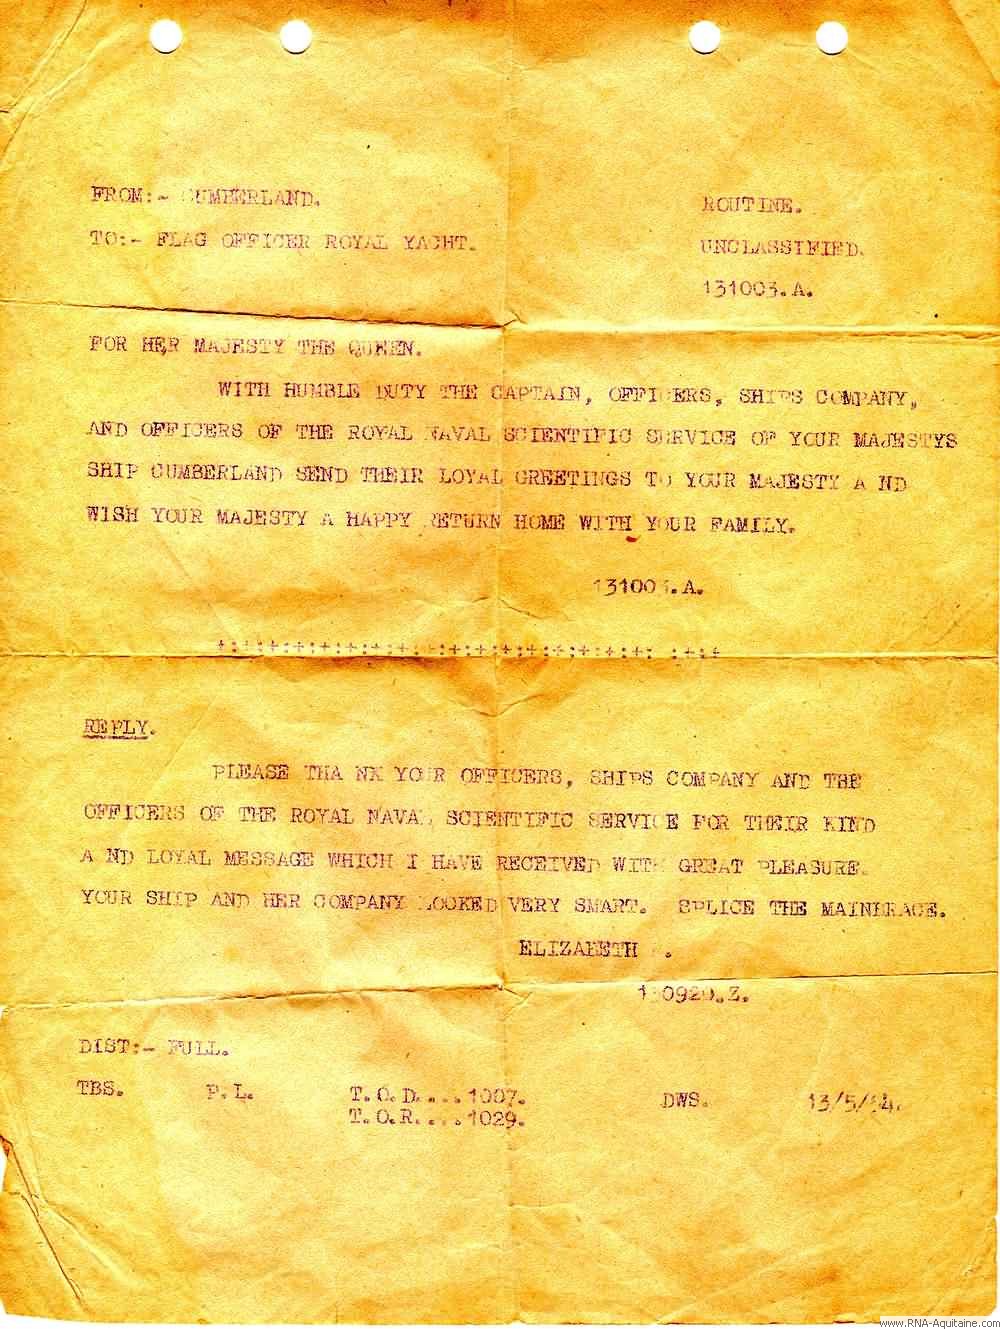 FROM:- CUMBERLAND.
ROUTINE.
TO:- FLAG OFFICER ROYAL YACHT.
UNCLASSIFIED.
131003.A.
FOR HER MAJESTY THE QUEEN.
WITH HUMBLE DUTY THE CAPTAIN, OFFICERS, SHIPS COMPANY,
AND OFFICERS OF THE ROYAL NAVAL SCIENTIFIC SERVICE OF YOUR MAJESTYS
SHIP CUMBERLAND SEND THEIR LOYAL GREETINGS TO YOUR MAJESTY A ND
WISH YOUR MAJESTY A HAPPY RETURN HOME WITH YOUR FAMILY.
131003.A.
+:+:+:+:+:+:+:+:+:+:+:+:+:+:+:+:+: :+:+
REPLY.
PLEASE THA NK YOUR OFFICERS, SHIPS COMPANY AND THE
OFFICERS OF THE ROYAL NAVAL SCIENTIFIC SERVICE FOR THEIR KIND
A ND LOYAL MESSAGE WHICH I HAVE RECEIVED WITH GREAT PLEASURE.
YOUR SHIP AND HER COMPANY LOOKED VERY SMART. SPLICE THE MAINBRACE.
ELIZABETH
130920.Z.
DIST:- FULL.
TBS. P.L. T.O.D....1007. DWS. 13/5/54.
T.O.R....1029.
www.RNA-Aquitaine.com